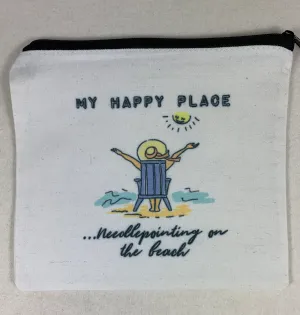 MY HAPPY PLACE
...Needlepointing on
the beach